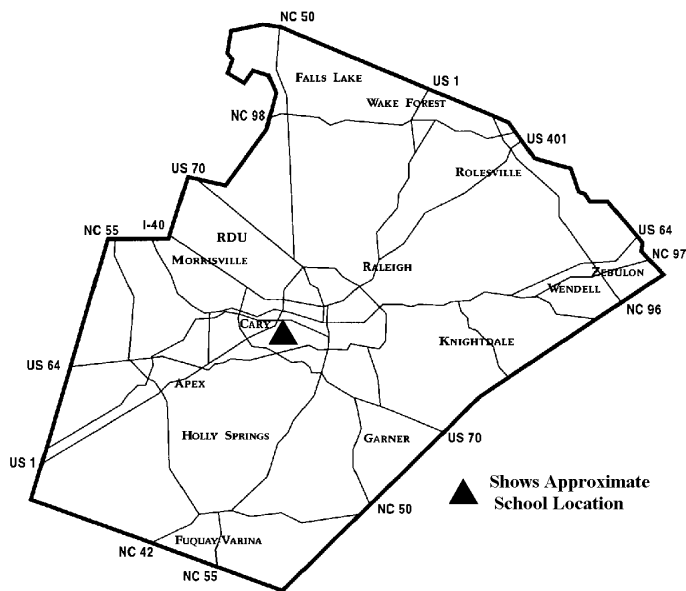 NC 50
FALLS LAKE
US 1
WAKE FOREST
NC 98
US 401
US 70
ROLESVILLE
I-40
NC 55
RDU
US 64
MORRISVILLE
RALEIGH
NC 97
ZEBULON
WENDELL
NC 96
CARY
KNIGHTDALE
US 64
APEX
HOLLY SPRINGS
GARNER
US 70
US 1
Shows Approximate
School Location
NC 50
FUQUAY-VARINA
NC 42
NC 55